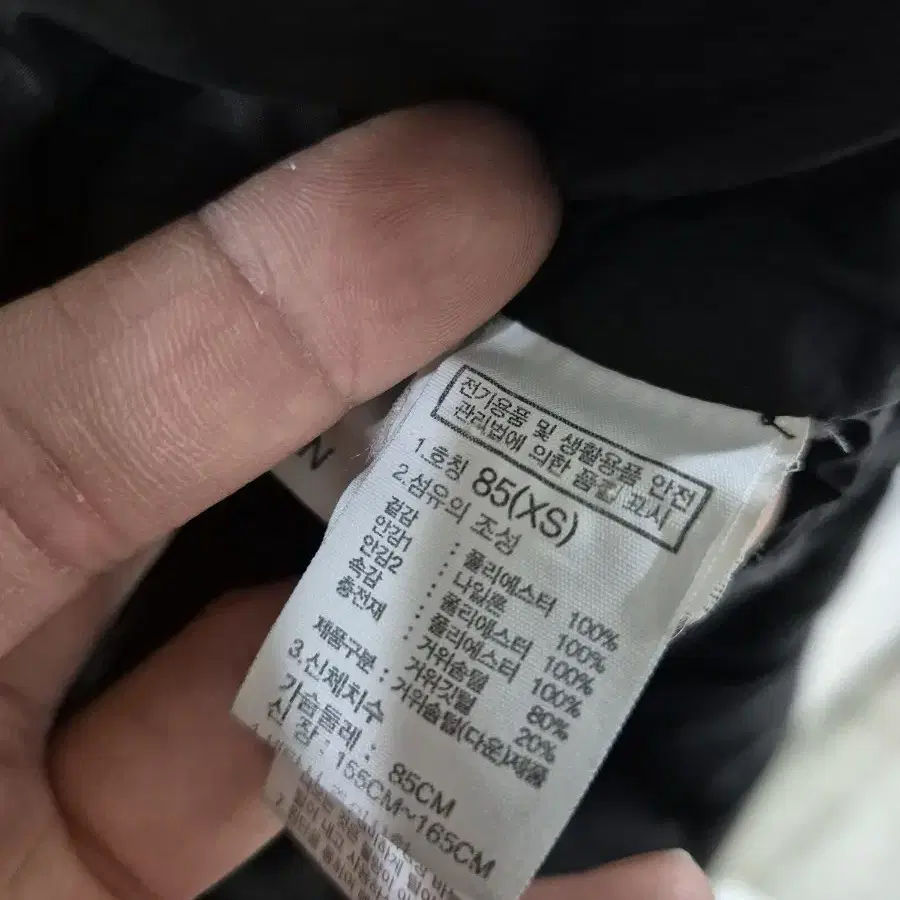 전기용품 및 생활용품 안전
관리법에 의한 품질 표시
1.호칭 85(XS)
2.섬유의 조성
겉감 : 폴리에스터 100%
안감1 : 나일론 100%
안감2 : 폴리에스터 100%
속감 : 폴리에스터 100%
충전재 : 거위솜털 80%
거위깃털 20%
제품구분 : 거위솜털(다운)제품
3.신체치수
가슴둘레 : 85CM
신 장 : 155CM~165CM
N